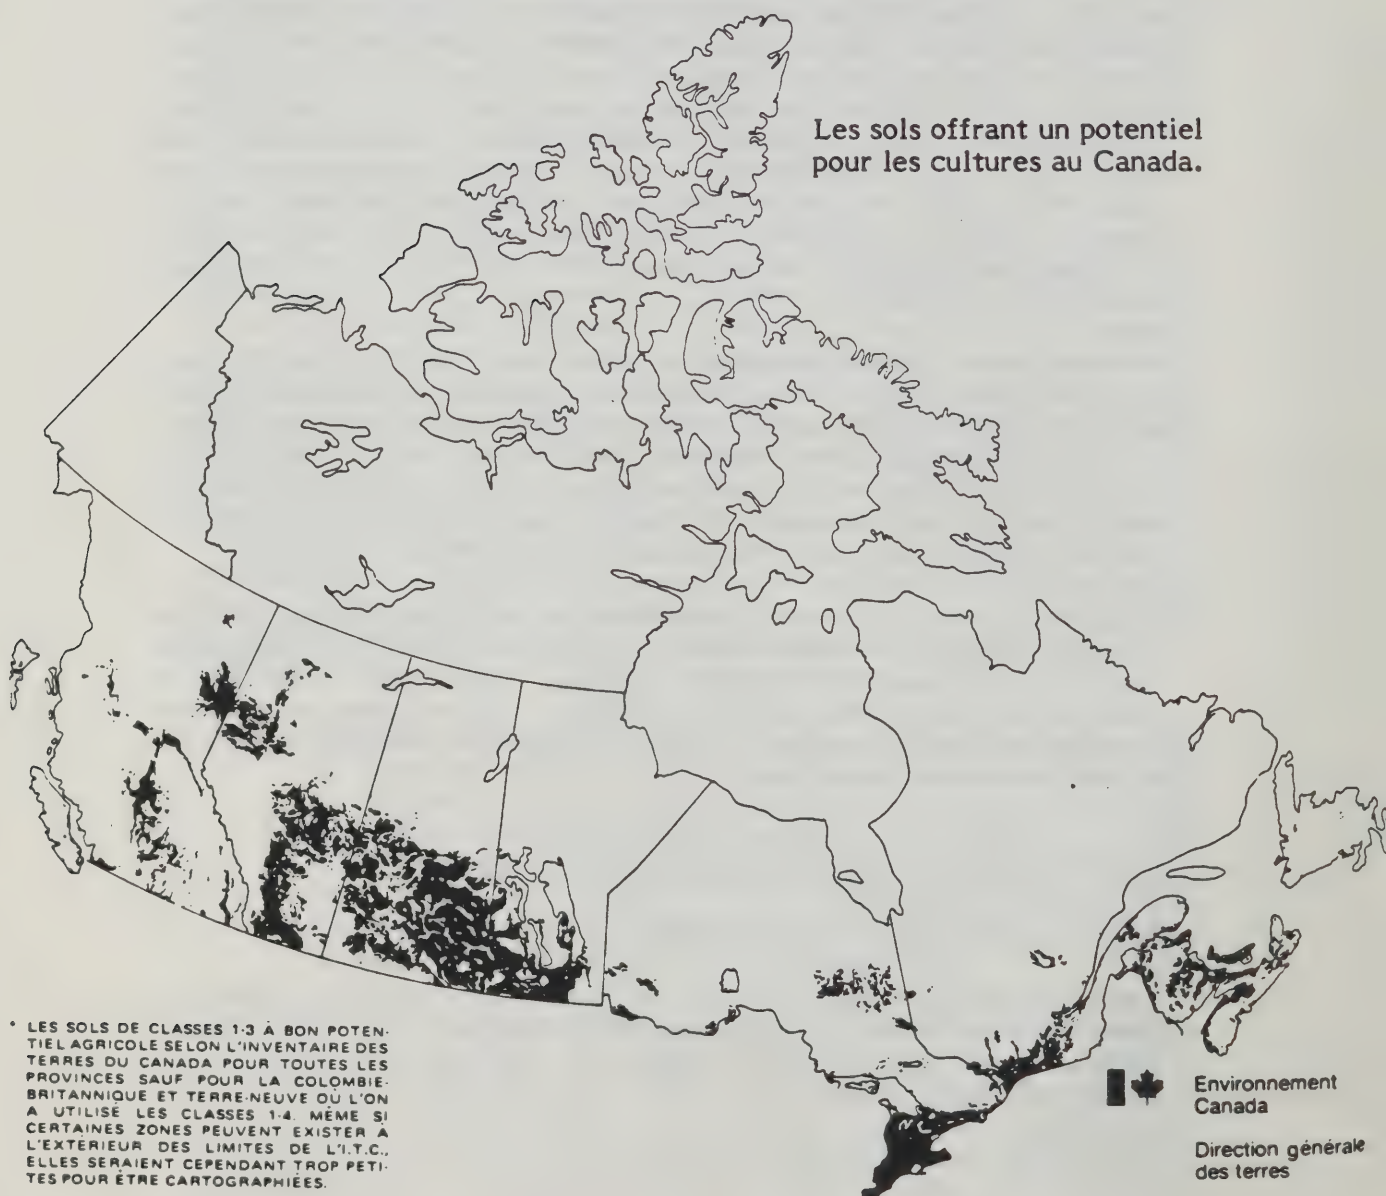 Les sols offrant un potentiel
pour les cultures au Canada.
* LES SOLS DE CLASSES 1-3 À BON POTEN-
TIEL AGRICOLE SELON L'INVENTAIRE DES
TERRES DU CANADA POUR TOUTES LES
PROVINCES SAUF POUR LA COLOMBIE-
BRITANNIQUE ET TERRE-NEUVE OÙ L'ON
A UTILISÉ LES CLASSES 1-4. MÊME SI
CERTAINES ZONES PEUVENT EXISTER À
L'EXTÉRIEUR DES LIMITES DE L'I.T.C.,
ELLES SERAIENT CEPENDANT TROP PETI-
TES POUR ÊTRE CARTOGRAPHIÉES.
Environnement
Canada
Direction générale
des terres